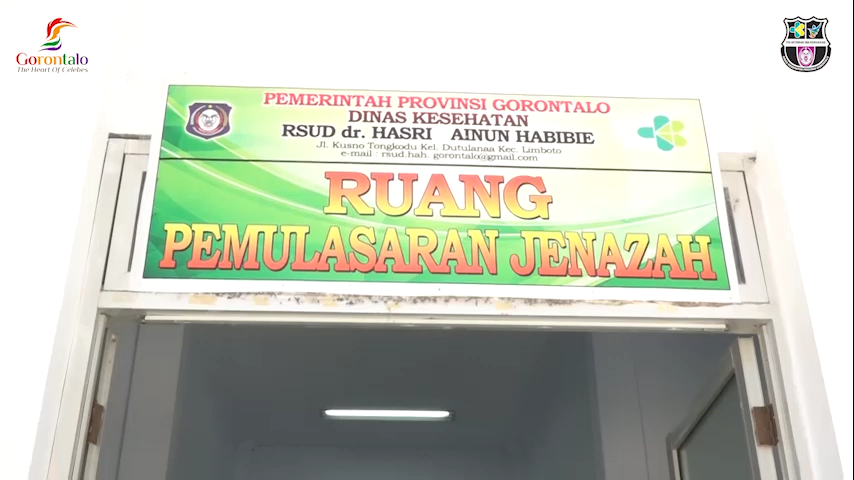 Gorontalo
The Heart Of Celebes
PEMERINTAH PROVINSI GORONTALO
DINAS KESEHATAN
RSUD dr. HASRI AINUN HABIBIE
Jl. Kusno Tongkodu Kel. Dutulanaa Kec. Limboto
e-mail : rsud.hah. gorontalo@gmail.com
RUANG
PEMULASARAN JENAZAH